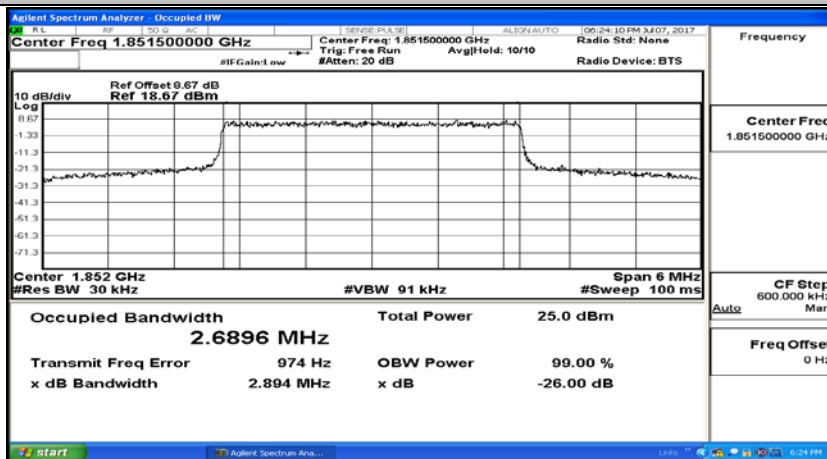 Agilent Spectrum Analyzer - Occupied BW
RL RF 50 Ω AC SENSE:PULSE ALIGN AUTO 06:24:10 PM Jul 07, 2017
Center Freq 1.851500000 GHz
Center Freq: 1.851500000 GHz
Radio Std: None
Trig: Free Run Avg|Hold: 10/10
#IFGain:Low #Atten: 20 dB Radio Device: BTS
Frequency
Ref Offset 8.67 dB
10 dB/div Ref 18.67 dBm
Log
8.67
-1.33
-11.3
-21.3
-31.3
-41.3
-51.3
-61.3
-71.3
Center 1.852 GHz Span 6 MHz
#Res BW 30 kHz #VBW 91 kHz #Sweep 100 ms
Occupied Bandwidth Total Power 25.0 dBm
2.6896 MHz
Transmit Freq Error 974 Hz OBW Power 99.00 %
x dB Bandwidth 2.894 MHz x dB -26.00 dB
Center Freq
1.851500000 GHz
CF Step
600.000 kHz
Auto Man
Freq Offset
0 Hz
start Agilent Spectrum Ana... Links 6:24 PM